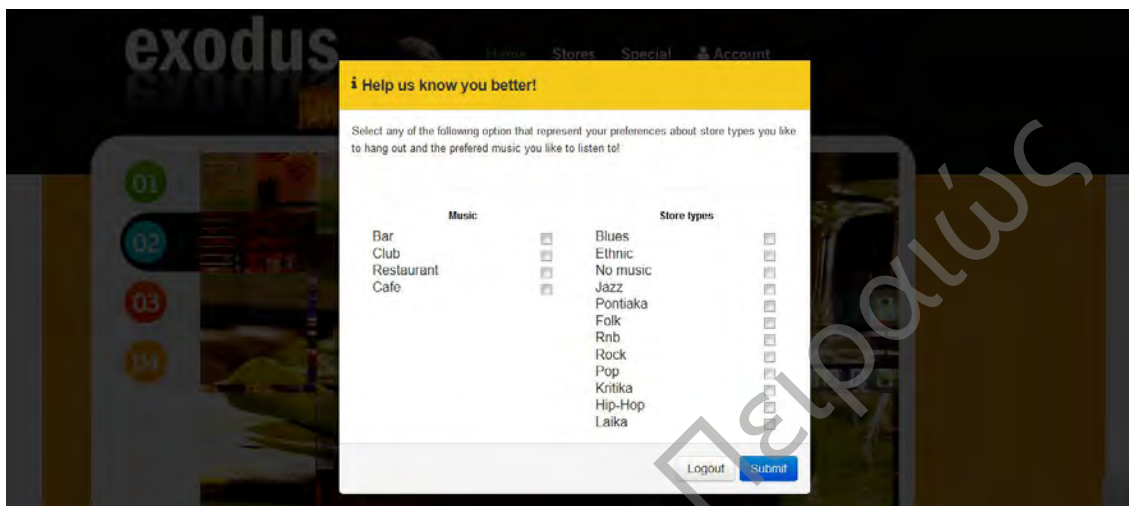 exodus
Home Stores Special Account
i Help us know you better!
Select any of the following option that represent your preferences about store types you like
to hang out and the prefered music you like to listen to!
Music Store types
Bar Blues
Club Ethnic
Restaurant No music
Cafe Jazz
Pontiaka
Folk
Rnb
Rock
Pop
Kritika
Hip-Hop
Laika
Logout Submit
01
02
03
Πειραιώς